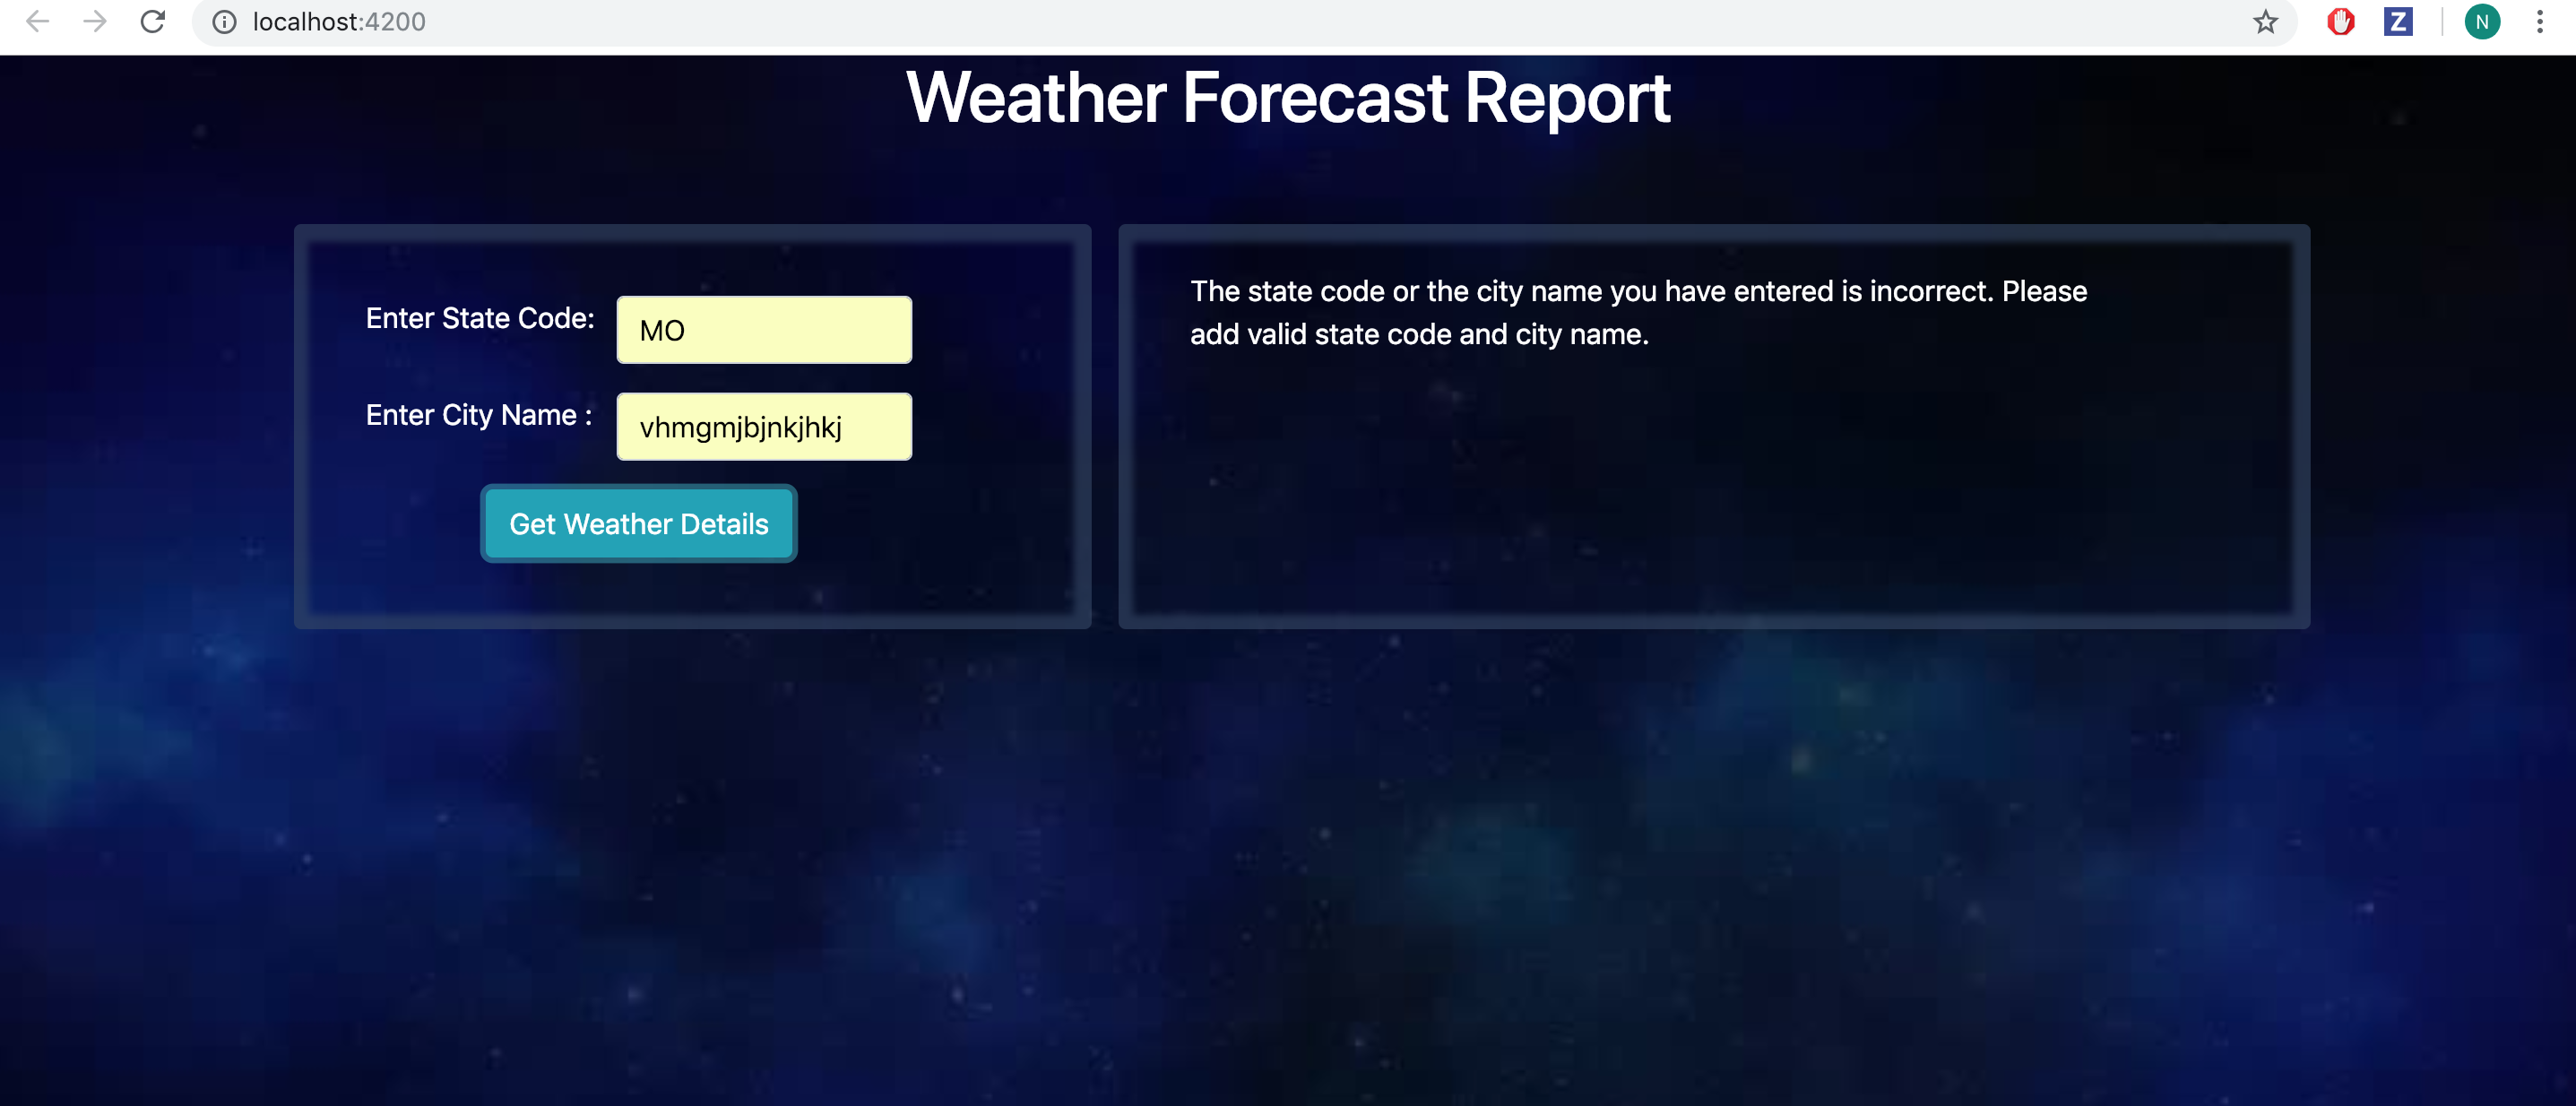 localhost:4200
Z
N
Weather Forecast Report
Enter State Code:
MO
Enter City Name :
vhmgmjbjnkjhkj
Get Weather Details
The state code or the city name you have entered is incorrect. Please
add valid state code and city name.